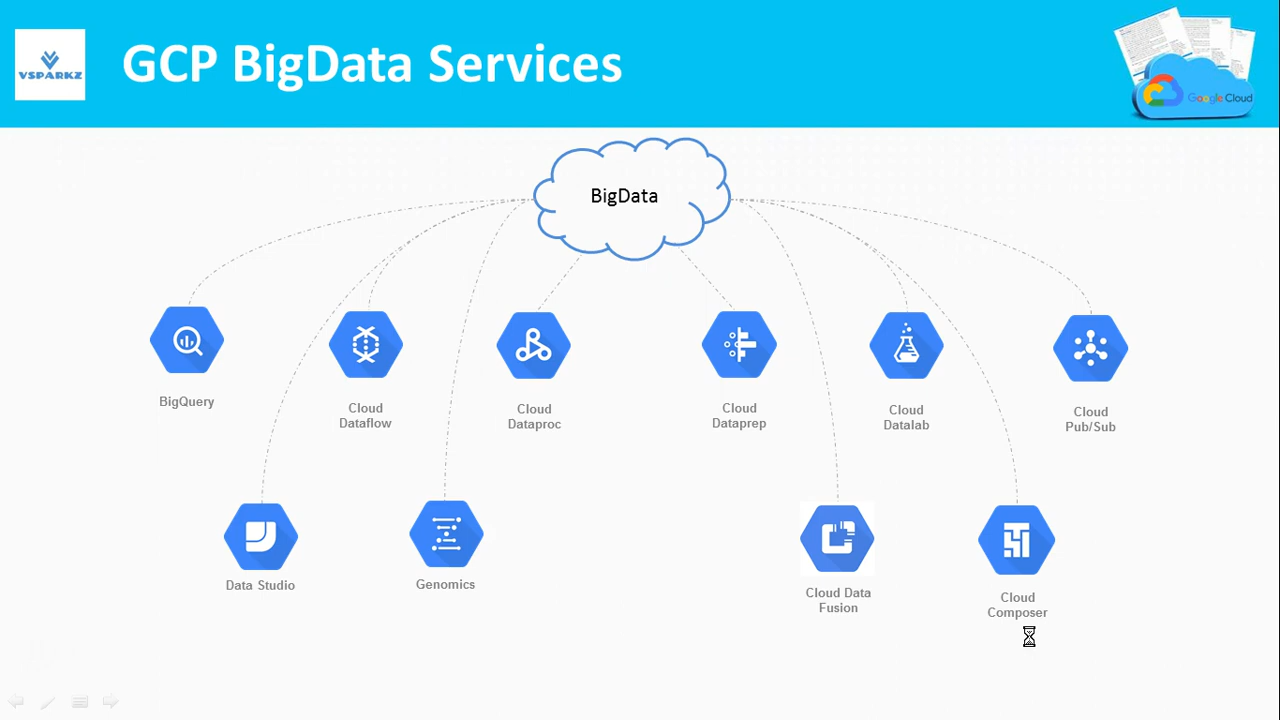 VSPARKZ
GCP BigData Services
Google Cloud
BigData
BigQuery
Cloud
Dataflow
Cloud
Dataproc
Cloud
Dataprep
Cloud
Datalab
Cloud
Pub/Sub
Data Studio
Genomics
Cloud Data
Fusion
Cloud
Composer